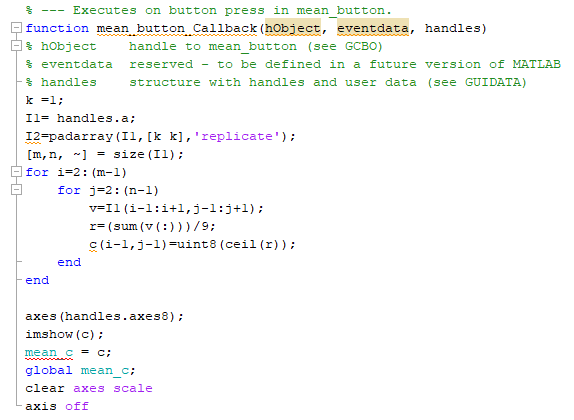 % --- Executes on button press in mean_button.
function mean_button_Callback(hObject, eventdata, handles)
% hObject    handle to mean_button (see GCBO)
% eventdata  reserved - to be defined in a future version of MATLAB
% handles    structure with handles and user data (see GUIDATA)
k =1;
I1= handles.a;
I2=padarray(I1,[k k],'replicate');
[m,n, ~] = size(I1);
for i=2:(m-1)
    for j=2:(n-1)
        v=I1(i-1:i+1,j-1:j+1);
        r=(sum(v(:)))/9;
        c(i-1,j-1)=uint8(ceil(r));
    end
end

axes(handles.axes8);
imshow(c);
mean_c = c;
global mean_c;
clear axes scale
axis off